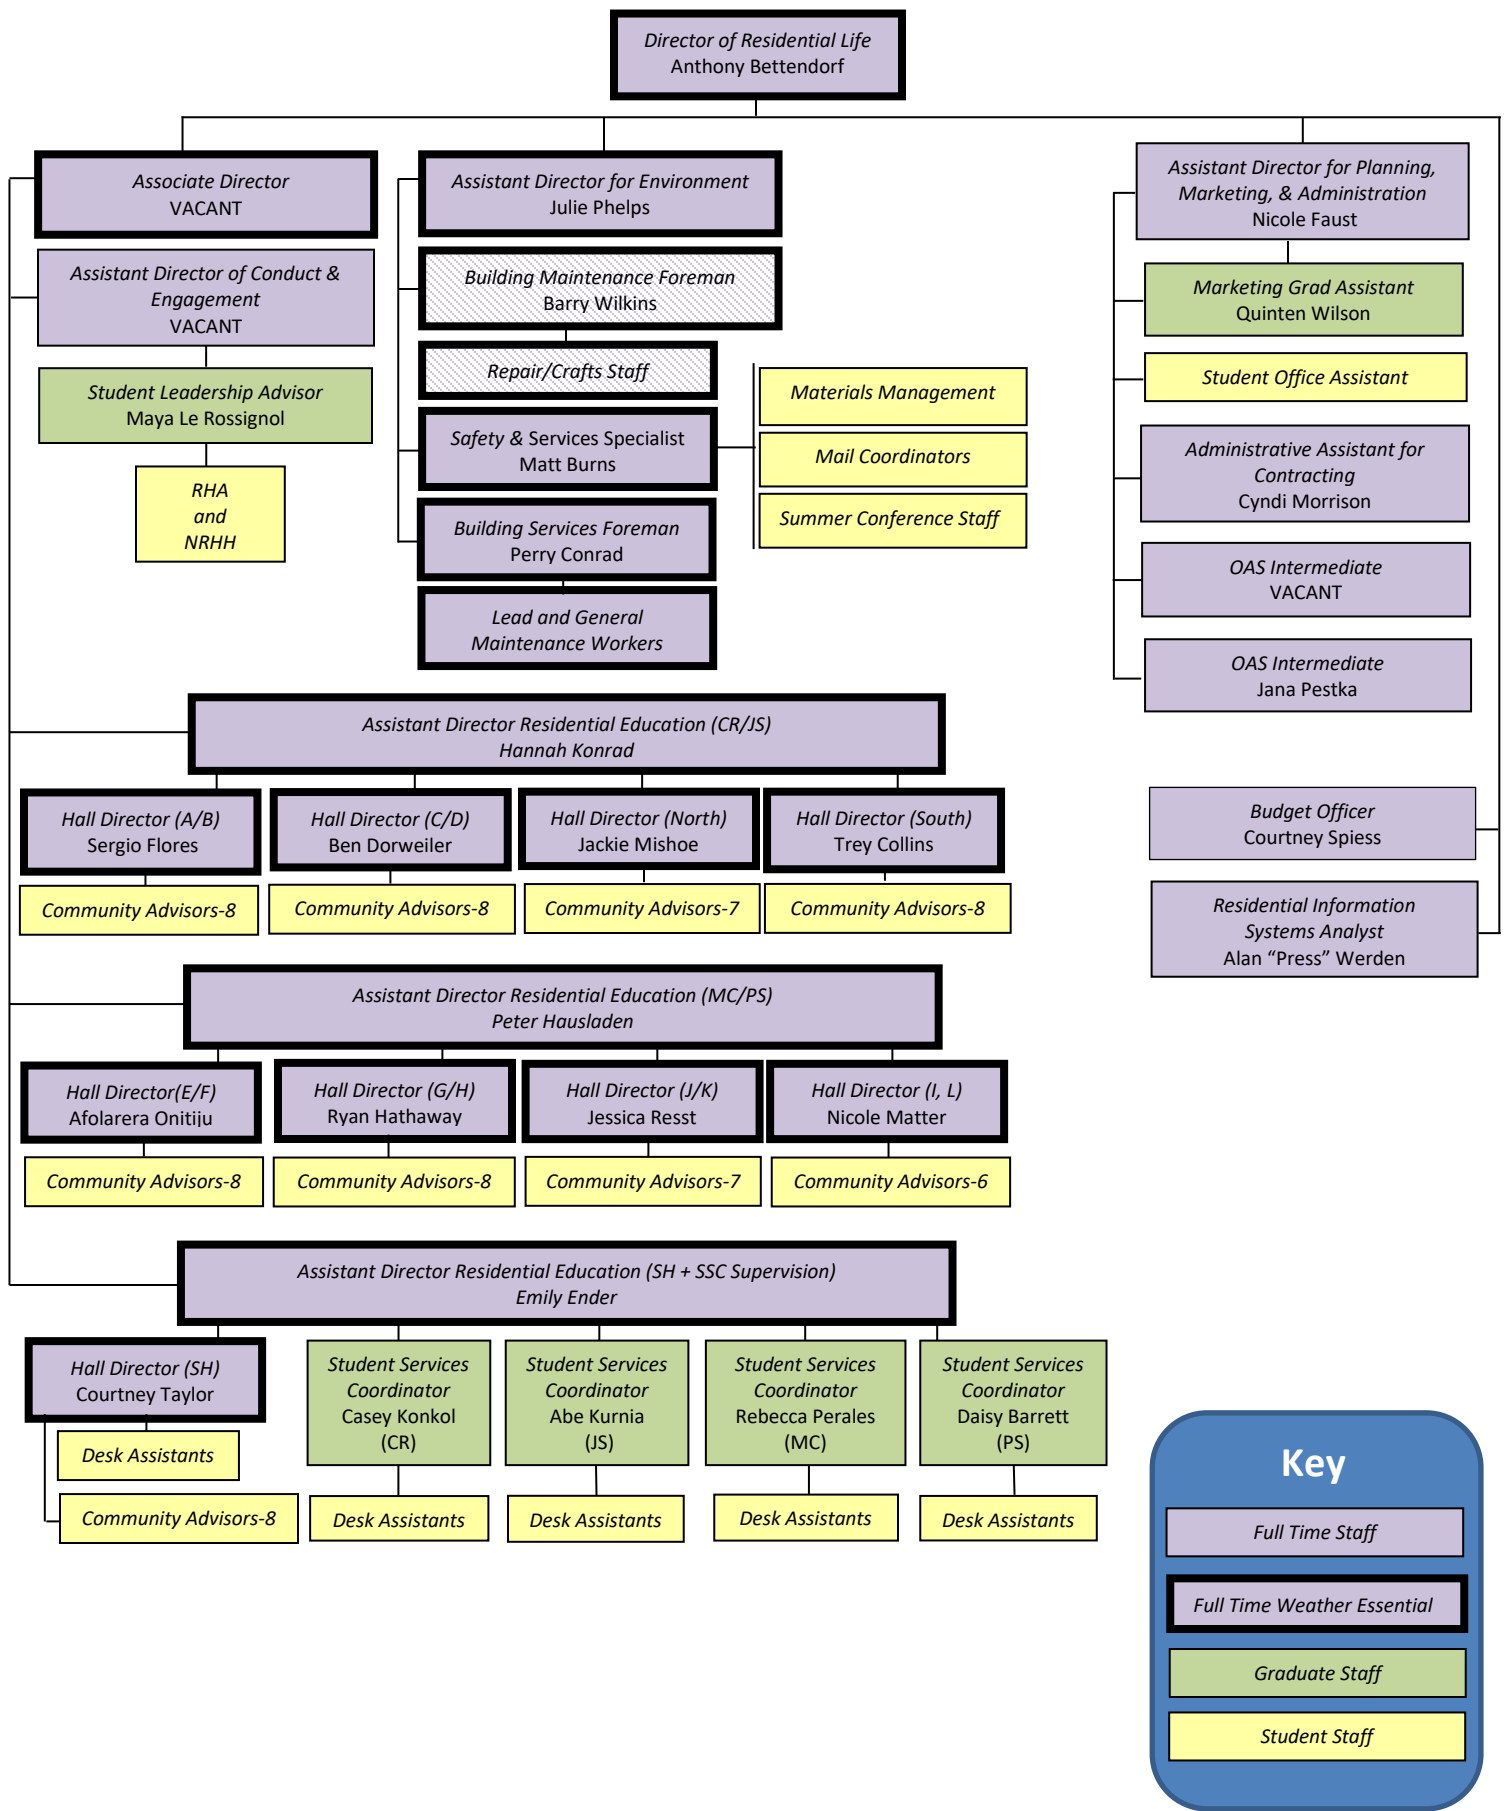 Director of Residential Life
Anthony Bettendorf
Associate Director
VACANT
Assistant Director of Conduct &
Engagement
VACANT
Student Leadership Advisor
Maya Le Rossignol
RHA
and
NRHH
Assistant Director for Environment
Julie Phelps
Building Maintenance Foreman
Barry Wilkins
Repair/Crafts Staff
Safety & Services Specialist
Matt Burns
Building Services Foreman
Perry Conrad
Lead and General
Maintenance Workers
Materials Management
Mail Coordinators
Summer Conference Staff
Assistant Director for Planning,
Marketing, & Administration
Nicole Faust
Marketing Grad Assistant
Quinten Wilson
Student Office Assistant
Administrative Assistant for
Contracting
Cyndi Morrison
OAS Intermediate
VACANT
OAS Intermediate
Jana Pestka
Budget Officer
Courtney Spiess
Residential Information
Systems Analyst
Alan “Press” Werden
Assistant Director Residential Education (CR/JS)
Hannah Konrad
Hall Director (A/B)
Sergio Flores
Community Advisors-8
Hall Director (C/D)
Ben Dorweiler
Community Advisors-8
Hall Director (North)
Jackie Mishoe
Community Advisors-7
Hall Director (South)
Trey Collins
Community Advisors-8
Assistant Director Residential Education (MC/PS)
Peter Hausladen
Hall Director(E/F)
Afolarera Onitiju
Community Advisors-8
Hall Director (G/H)
Ryan Hathaway
Community Advisors-8
Hall Director (J/K)
Jessica Resst
Community Advisors-7
Hall Director (I, L)
Nicole Matter
Community Advisors-6
Assistant Director Residential Education (SH + SSC Supervision)
Emily Ender
Hall Director (SH)
Courtney Taylor
Desk Assistants
Community Advisors-8
Student Services
Coordinator
Casey Konkol
(CR)
Desk Assistants
Student Services
Coordinator
Abe Kurnia
(JS)
Desk Assistants
Student Services
Coordinator
Rebecca Perales
(MC)
Desk Assistants
Student Services
Coordinator
Daisy Barrett
(PS)
Desk Assistants
Key
Full Time Staff
Full Time Weather Essential
Graduate Staff
Student Staff